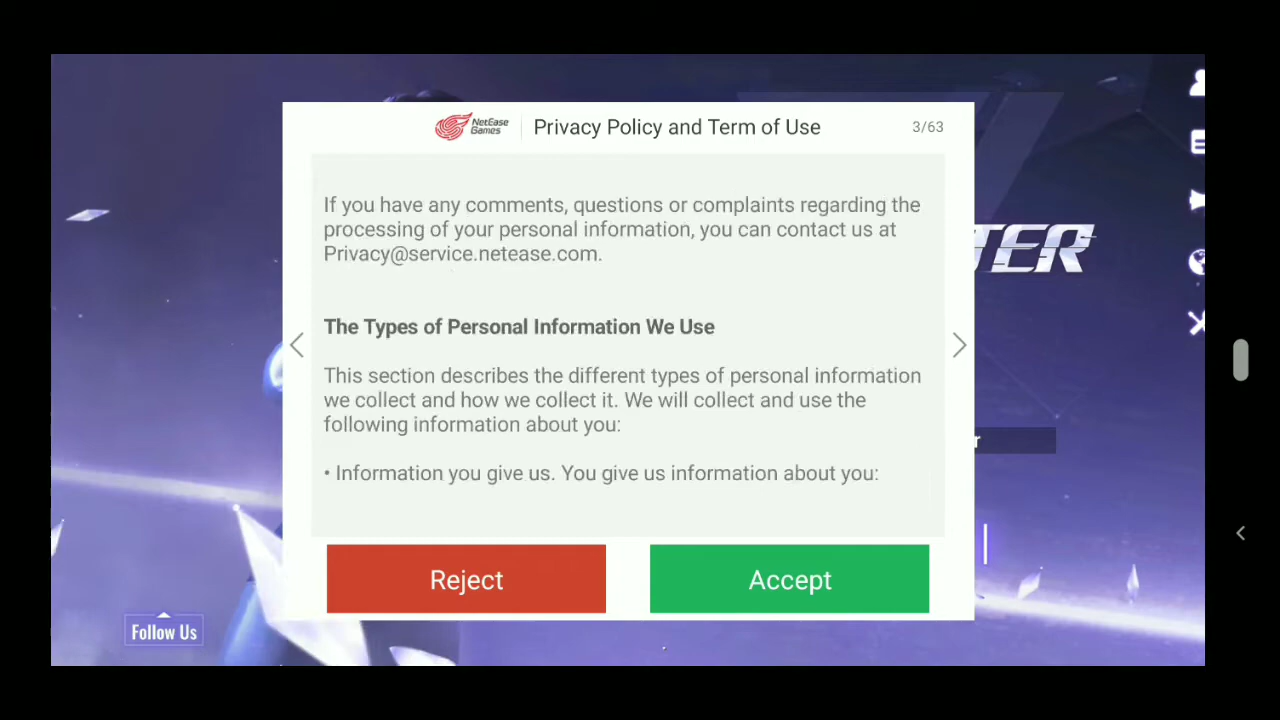 NetEase
Games
Privacy Policy and Term of Use
3/63
If you have any comments, questions or complaints regarding the
processing of your personal information, you can contact us at
Privacy@service.netease.com.
The Types of Personal Information We Use
This section describes the different types of personal information
we collect and how we collect it. We will collect and use the
following information about you:
• Information you give us. You give us information about you:
Reject
Accept
TER
r
Follow Us